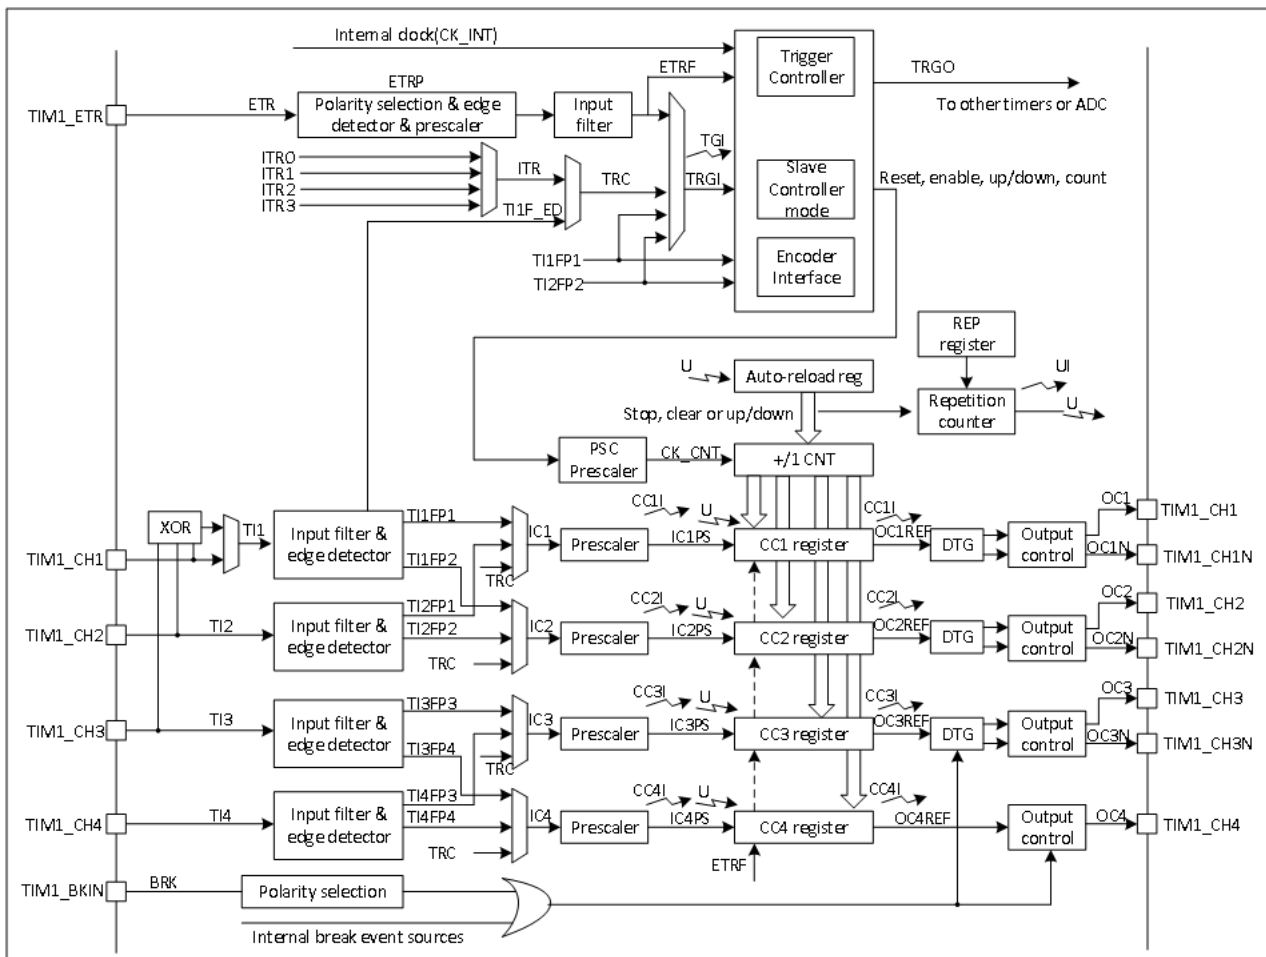 Internal clock(CK_INT)
Trigger
Controller
TRGO
To other timers or ADC
ETRF
ETRP
TIM1_ETR
ETR
Polarity selection & edge
detector & prescaler
Input
filter
TGI
ITR0
ITR1
ITR2
ITR3
ITR
TRC
TRGI
Slave
Controller
mode
Reset, enable, up/down, count
TI1F_ED
TI1FP1
TI2FP2
Encoder
Interface
REP
register
U
Auto-reload reg
UI
Repetition
counter
U
Stop, clear or up/down
PSC
Prescaler
CK_CNT
+/1 CNT
XOR
TI1
Input filter &
edge detector
TI1FP1
TI1FP2
TRC
IC1
Prescaler
CC1I
U
IC1PS
CC1 register
CC1I
OC1REF
DTG
Output
control
OC1
OC1N
TIM1_CH1
TIM1_CH1N
TIM1_CH1
TIM1_CH2
TI2
Input filter &
edge detector
TI2FP1
TI2FP2
TRC
IC2
Prescaler
CC2I
U
IC2PS
CC2 register
CC2I
OC2REF
DTG
Output
control
OC2
OC2N
TIM1_CH2
TIM1_CH2N
TIM1_CH3
TI3
Input filter &
edge detector
TI3FP3
TI3FP4
TRC
IC3
Prescaler
CC3I
U
IC3PS
CC3 register
CC3I
OC3REF
DTG
Output
control
OC3
OC3N
TIM1_CH3
TIM1_CH3N
TIM1_CH4
TI4
Input filter &
edge detector
TI4FP3
TI4FP4
TRC
IC4
Prescaler
CC4I
U
IC4PS
CC4 register
CC4I
OC4REF
Output
control
OC4
TIM1_CH4
ETRF
TIM1_BKIN
BRK
Polarity selection
Internal break event sources